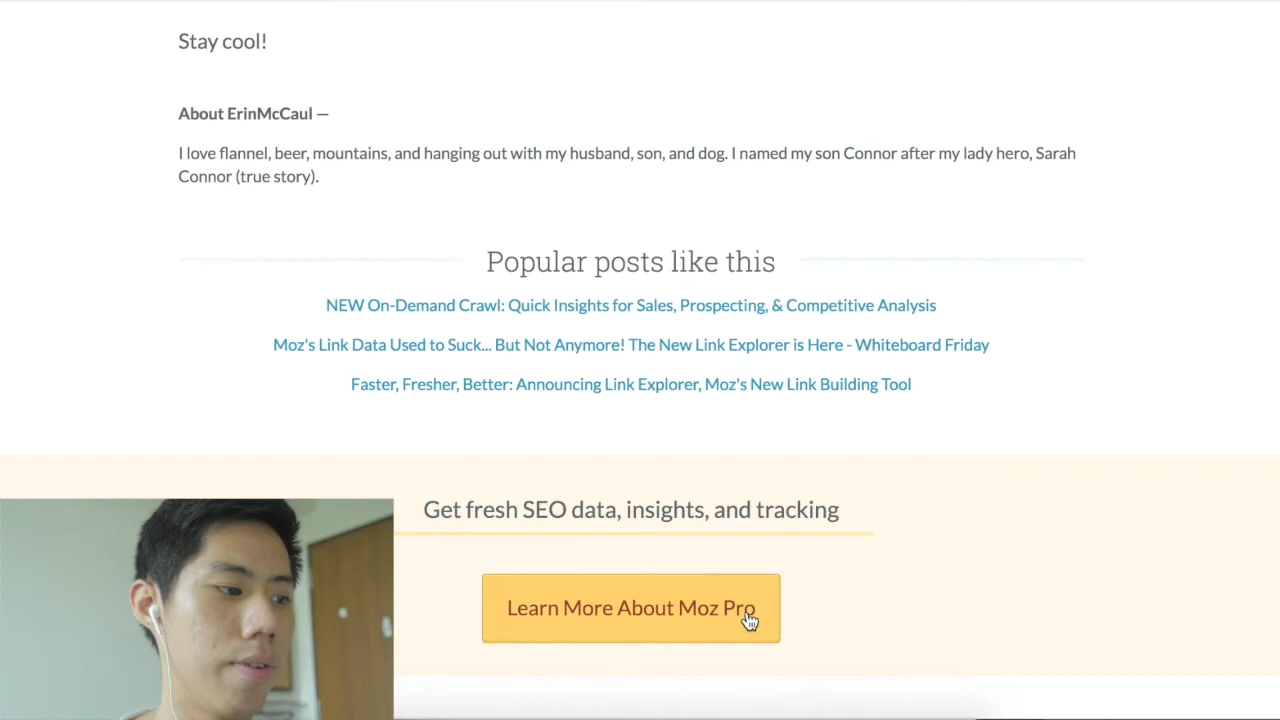 Stay cool!
About ErinMcCaul —
I love flannel, beer, mountains, and hanging out with my husband, son, and dog. I named my son Connor after my lady hero, Sarah
Connor (true story).
Popular posts like this
NEW On-Demand Crawl: Quick Insights for Sales, Prospecting, & Competitive Analysis
Moz's Link Data Used to Suck... But Not Anymore! The New Link Explorer is Here - Whiteboard Friday
Faster, Fresher, Better: Announcing Link Explorer, Moz's New Link Building Tool
Get fresh SEO data, insights, and tracking
Learn More About Moz Pro